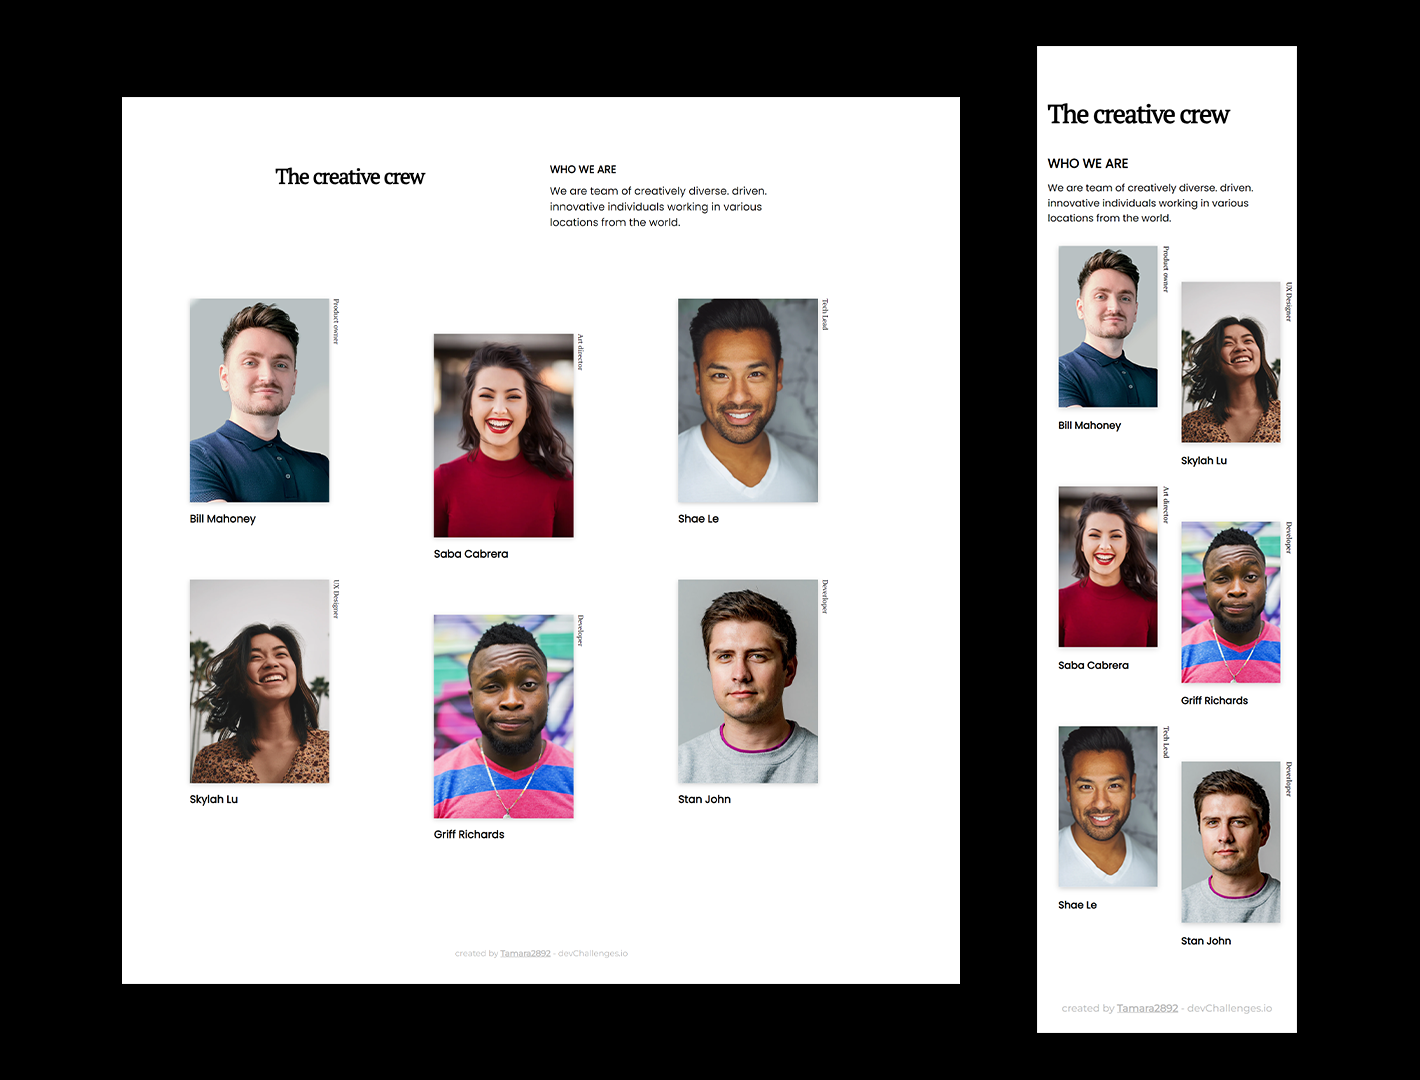 The creative crew
WHO WE ARE
We are team of creatively diverse. driven.
innovative individuals working in various
locations from the world.
Product owner
Bill Mahoney
Art director
Saba Cabrera
Tech Lead
Shae Le
UX Designer
Skylah Lu
Developer
Griff Richards
Developer
Stan John
created by Tamara2892 - devChallenges.io
The creative crew
WHO WE ARE
We are team of creatively diverse. driven.
innovative individuals working in various
locations from the world.
Product owner
Bill Mahoney
UX Designer
Skylah Lu
Art director
Saba Cabrera
Developer
Griff Richards
Tech Lead
Shae Le
Developer
Stan John
created by Tamara2892 - devChallenges.io